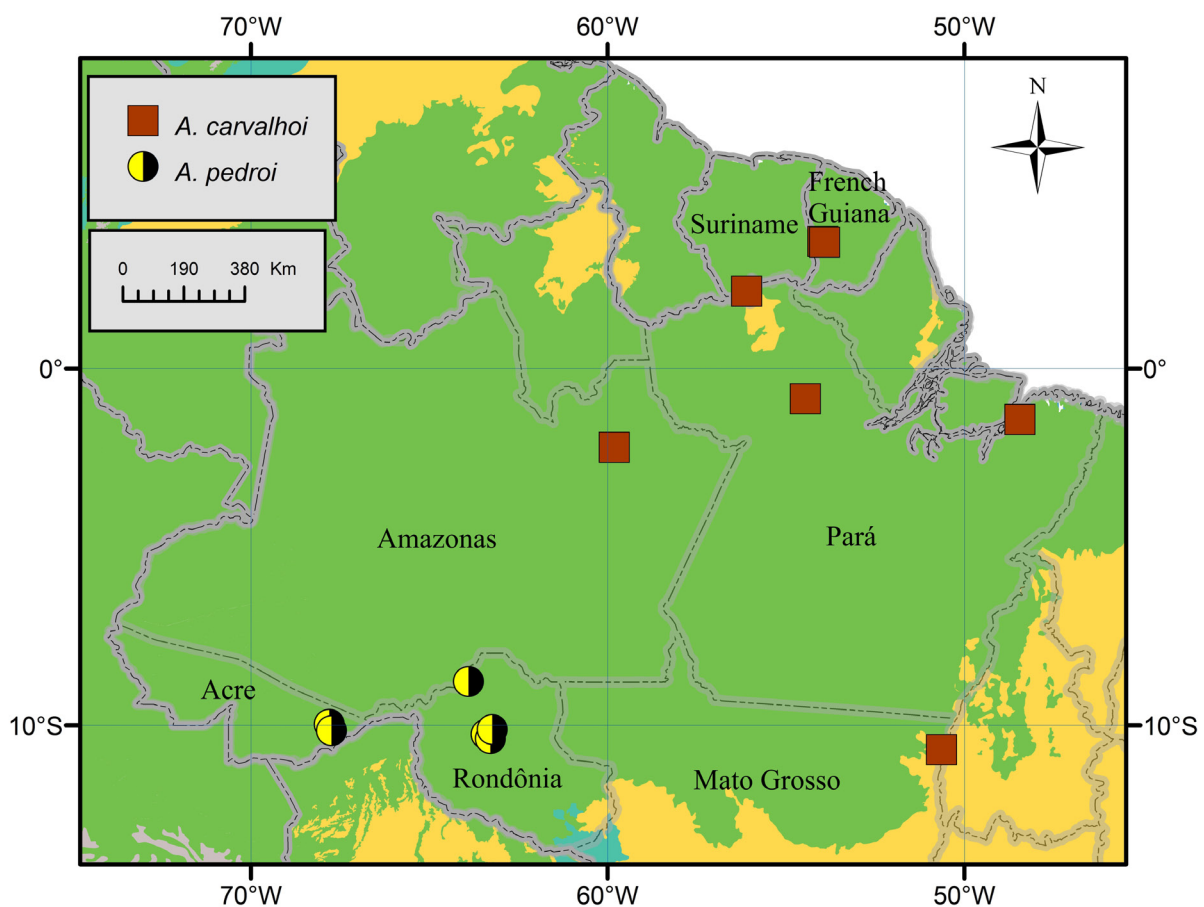 70°W 60°W 50°W
A. carvalhoi
A. pedroi
N
French
Guiana
Suriname
0 190 380 Km
0° 0°
Amazonas
Pará
Acre
10°S 10°S
Rondônia
Mato Grosso
70°W 60°W 50°W